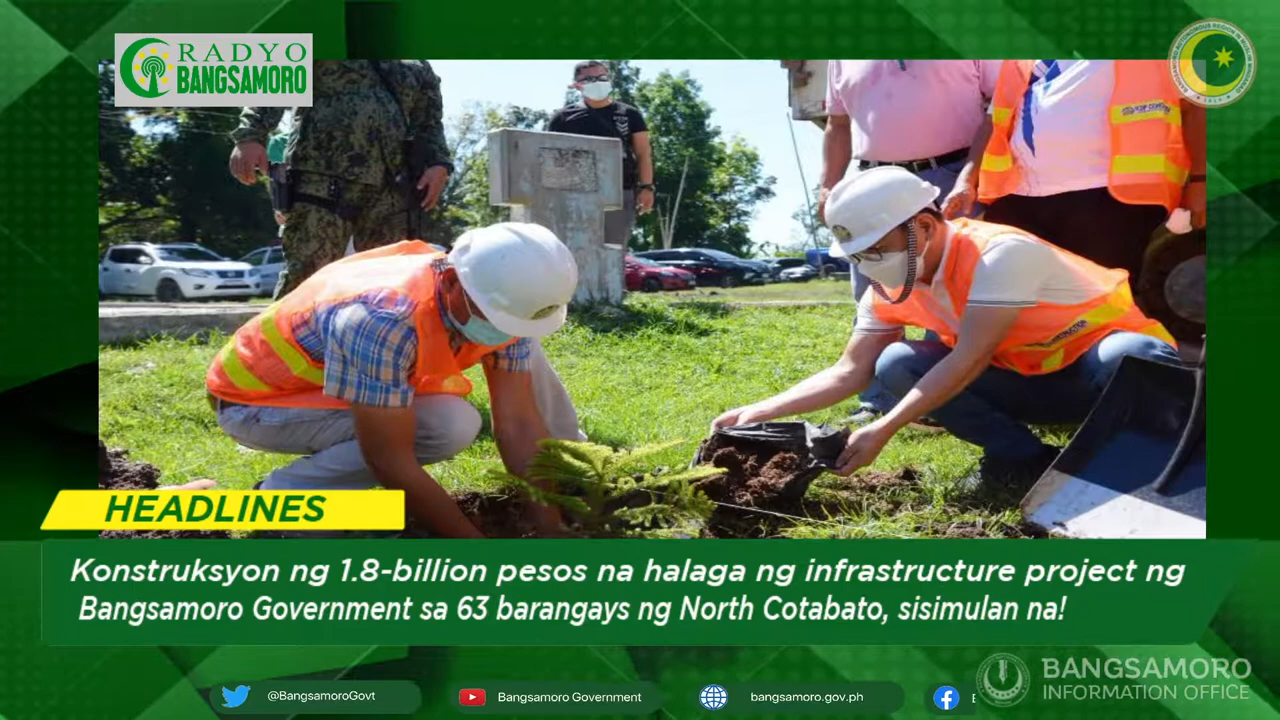 RADYO
BANGSAMORO
HEADLINES
Konstruksyon ng 1.8-billion pesos na halaga ng infrastructure project ng
Bangsamoro Government sa 63 barangays ng North Cotabato, sisimulan na!
@BangsamoroGovt
Bangsamoro Government
bangsamoro.gov.ph
BANGSAMORO
INFORMATION OFFICE